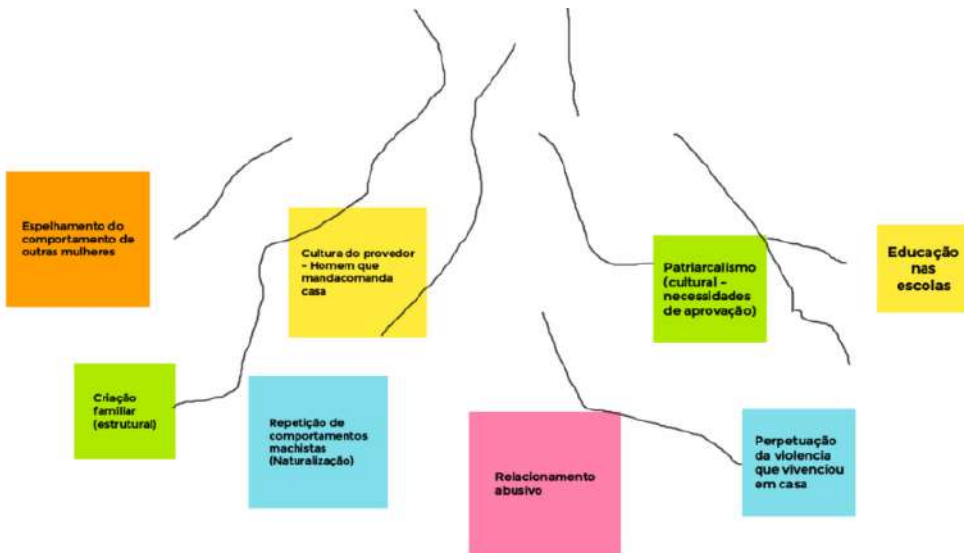 Espelhamento do
comportamento de
outras mulheres
Cultura do provedor
- Homem que
mandacomanda
casa
Patriarcalismo
(cultural -
necessidades
de aprovação)
Educação
nas
escolas
Criação
familiar
(estrutural)
Repetição de
comportamentos
machistas
(Naturalização)
Relacionamento
abusivo
Perpetuação
da violencia
que vivenciou
em casa